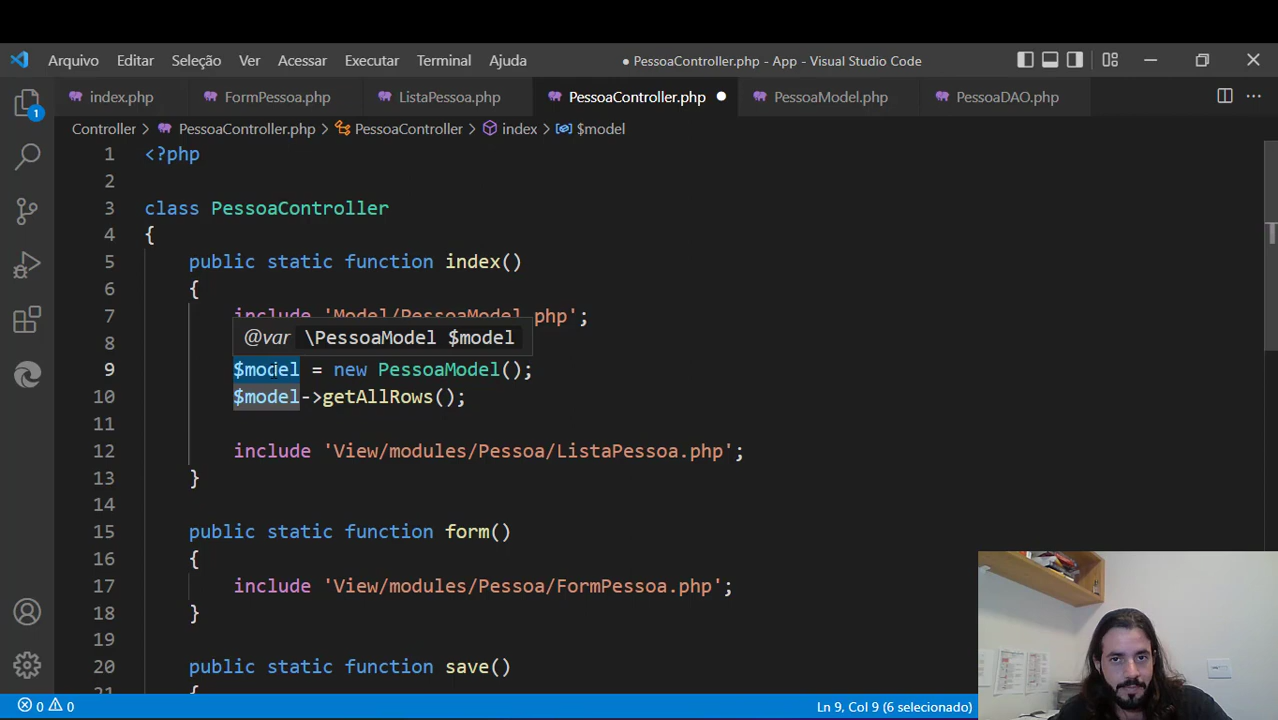 Arquivo Editar Seleção Ver Acessar Executar Terminal Ajuda ● PessoaController.php - App - Visual Studio Code
index.php FormPessoa.php ListaPessoa.php PessoaController.php PessoaModel.php PessoaDAO.php
Controller > PessoaController.php > PessoaController > index > $model
1 <?php
2
3 class PessoaController
4 {
5 public static function index()
6 {
7 include 'Model/PessoaModel.php';
@var \PessoaModel $model
8
9 $model = new PessoaModel();
10 $model->getAllRows();
11
12 include 'View/modules/Pessoa/ListaPessoa.php';
13 }
14
15 public static function form()
16 {
17 include 'View/modules/Pessoa/FormPessoa.php';
18 }
19
20 public static function save()
21 {
1
0 0 Ln 9, Col 9 (6 selecionado)